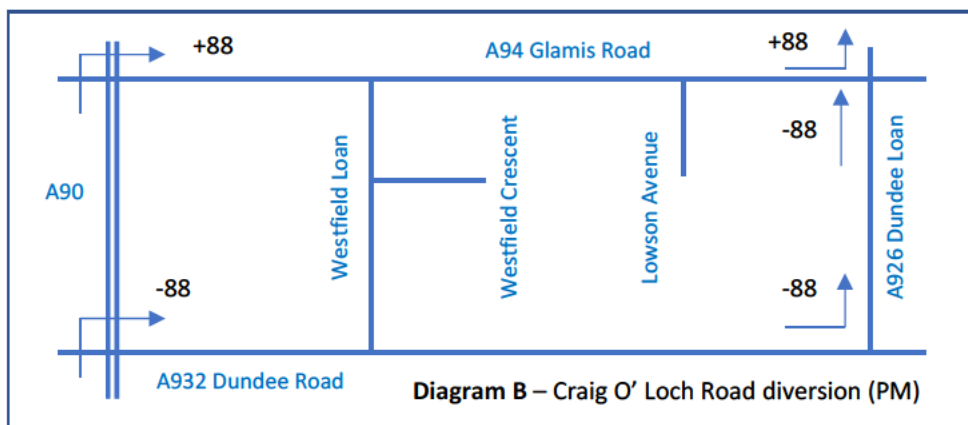 +88
A94 Glamis Road
+88
-88
Westfield Loan
Westfield Crescent
Lowson Avenue
A926 Dundee Loan
A90
-88
-88
A932 Dundee Road
Diagram B – Craig O’ Loch Road diversion (PM)